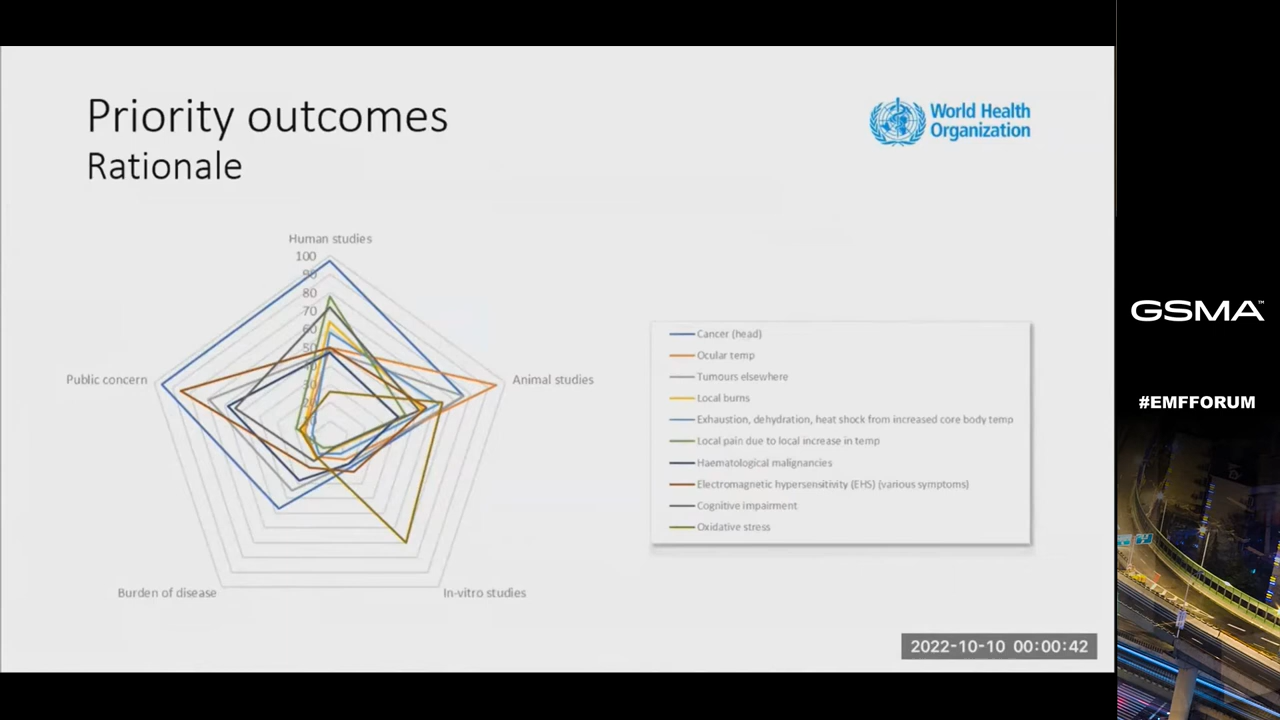 Priority outcomes
Rationale
World Health
Organization
Human studies
100
90
80
70
60
50
Public concern
Animal studies
Burden of disease
In-vitro studies
Cancer (head)
Ocular temp
Tumours elsewhere
Local burns
Exhaustion, dehydration, heat shock from increased core body temp
Local pain due to local increase in temp
Haematological malignancies
Electromagnetic hypersensitivity (EHS) (various symptoms)
Cognitive impairment
Oxidative stress
2022-10-10 00:00:42
GSMA™
#EMFFORUM